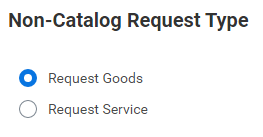 Non-Catalog Request Type
Request Goods
Request Service